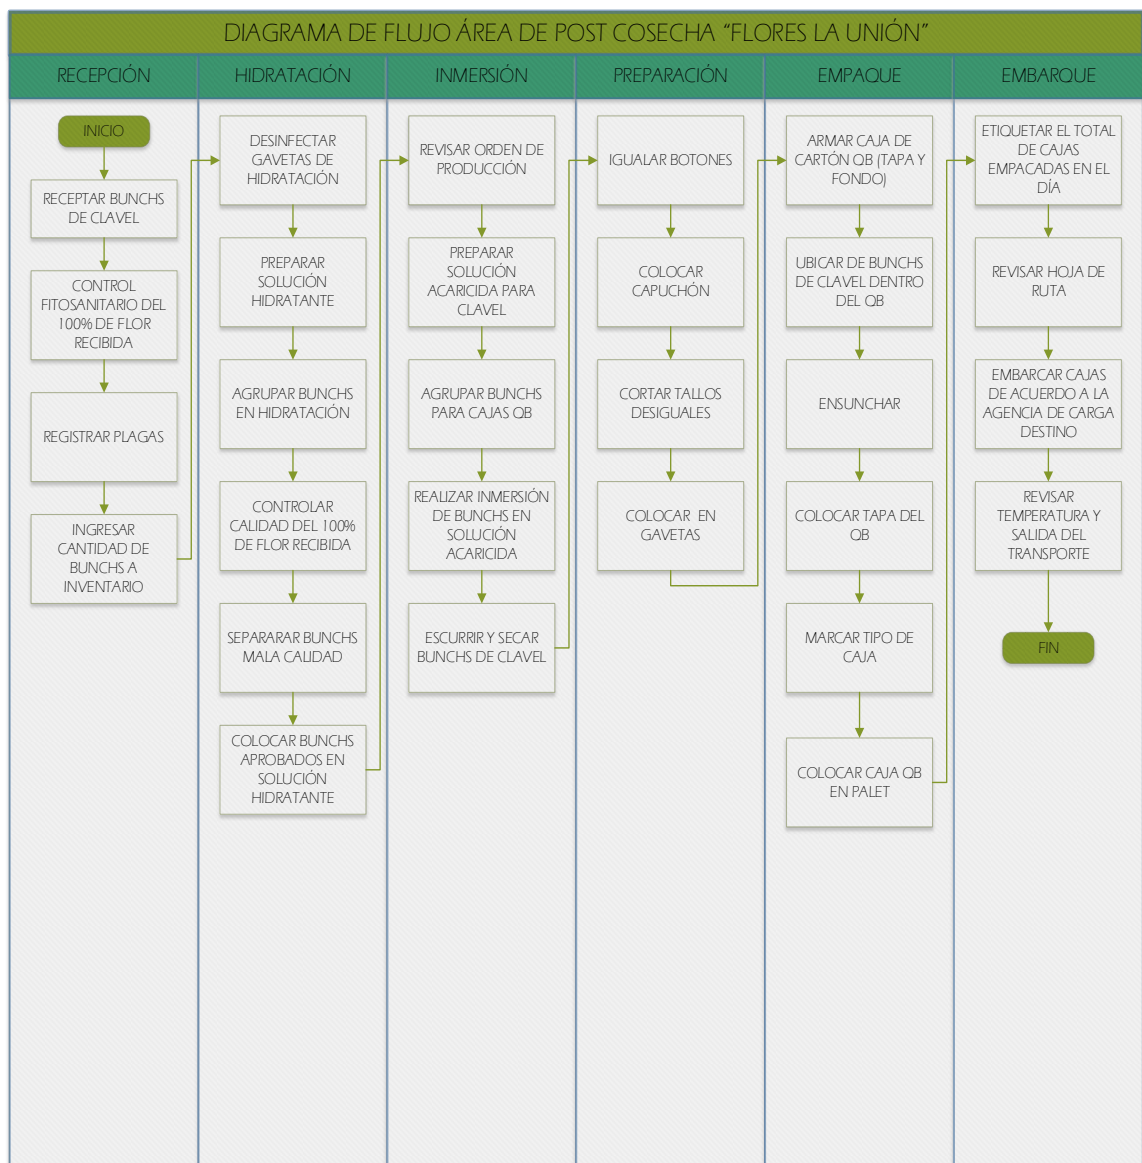 DIAGRAMA DE FLUJO ÁREA DE POST COSECHA “FLORES LA UNIÓN”
RECEPCIÓN
HIDRATACIÓN
INMERSIÓN
PREPARACIÓN
EMPAQUE
EMBARQUE
INICIO
RECEPTAR BUNCHS
DE CLAVEL
CONTROL
FITOSANITARIO DEL
100% DE FLOR
RECIBIDA
REGISTRAR PLAGAS
INGRESAR
CANTIDAD DE
BUNCHS A
INVENTARIO
DESINFECTAR
GAVETAS DE
HIDRATACIÓN
PREPARAR
SOLUCIÓN
HIDRATANTE
AGRUPAR BUNCHS
EN HIDRATACIÓN
CONTROLAR
CALIDAD DEL 100%
DE FLOR RECIBIDA
SEPARARAR BUNCHS
MALA CALIDAD
COLOCAR BUNCHS
APROBADOS EN
SOLUCIÓN
HIDRATANTE
REVISAR ORDEN DE
PRODUCCIÓN
PREPARAR
SOLUCIÓN
ACARICIDA PARA
CLAVEL
AGRUPAR BUNCHS
PARA CAJAS QB
REALIZAR INMERSIÓN
DE BUNCHS EN
SOLUCIÓN
ACARICIDA
ESCURRIR Y SECAR
BUNCHS DE CLAVEL
IGUALAR BOTONES
COLOCAR
CAPUCHÓN
CORTAR TALLOS
DESIGUALES
COLOCAR EN
GAVETAS
ARMAR CAJA DE
CARTÓN QB (TAPA Y
FONDO)
UBICAR DE BUNCHS
DE CLAVEL DENTRO
DEL QB
ENSUNCHAR
COLOCAR TAPA DEL
QB
MARCAR TIPO DE
CAJA
COLOCAR CAJA QB
EN PALET
ETIQUETAR EL TOTAL
DE CAJAS
EMPACADAS EN EL
DÍA
REVISAR HOJA DE
RUTA
EMBARCAR CAJAS
DE ACUERDO A LA
AGENCIA DE CARGA
DESTINO
REVISAR
TEMPERATURA Y
SALIDA DEL
TRANSPORTE
FIN